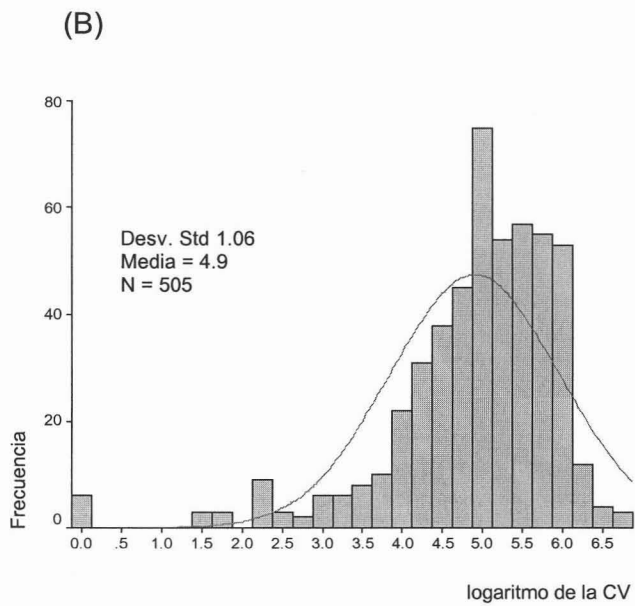 (B)
80
60
40
20
0
Frecuencia
Desv. Std 1.06
Media = 4.9
N = 505
0.0 .5 1.0 1.5 2.0 2.5 3.0 3.5 4.0 4.5 5.0 5.5 6.0 6.5
logaritmo de la CV